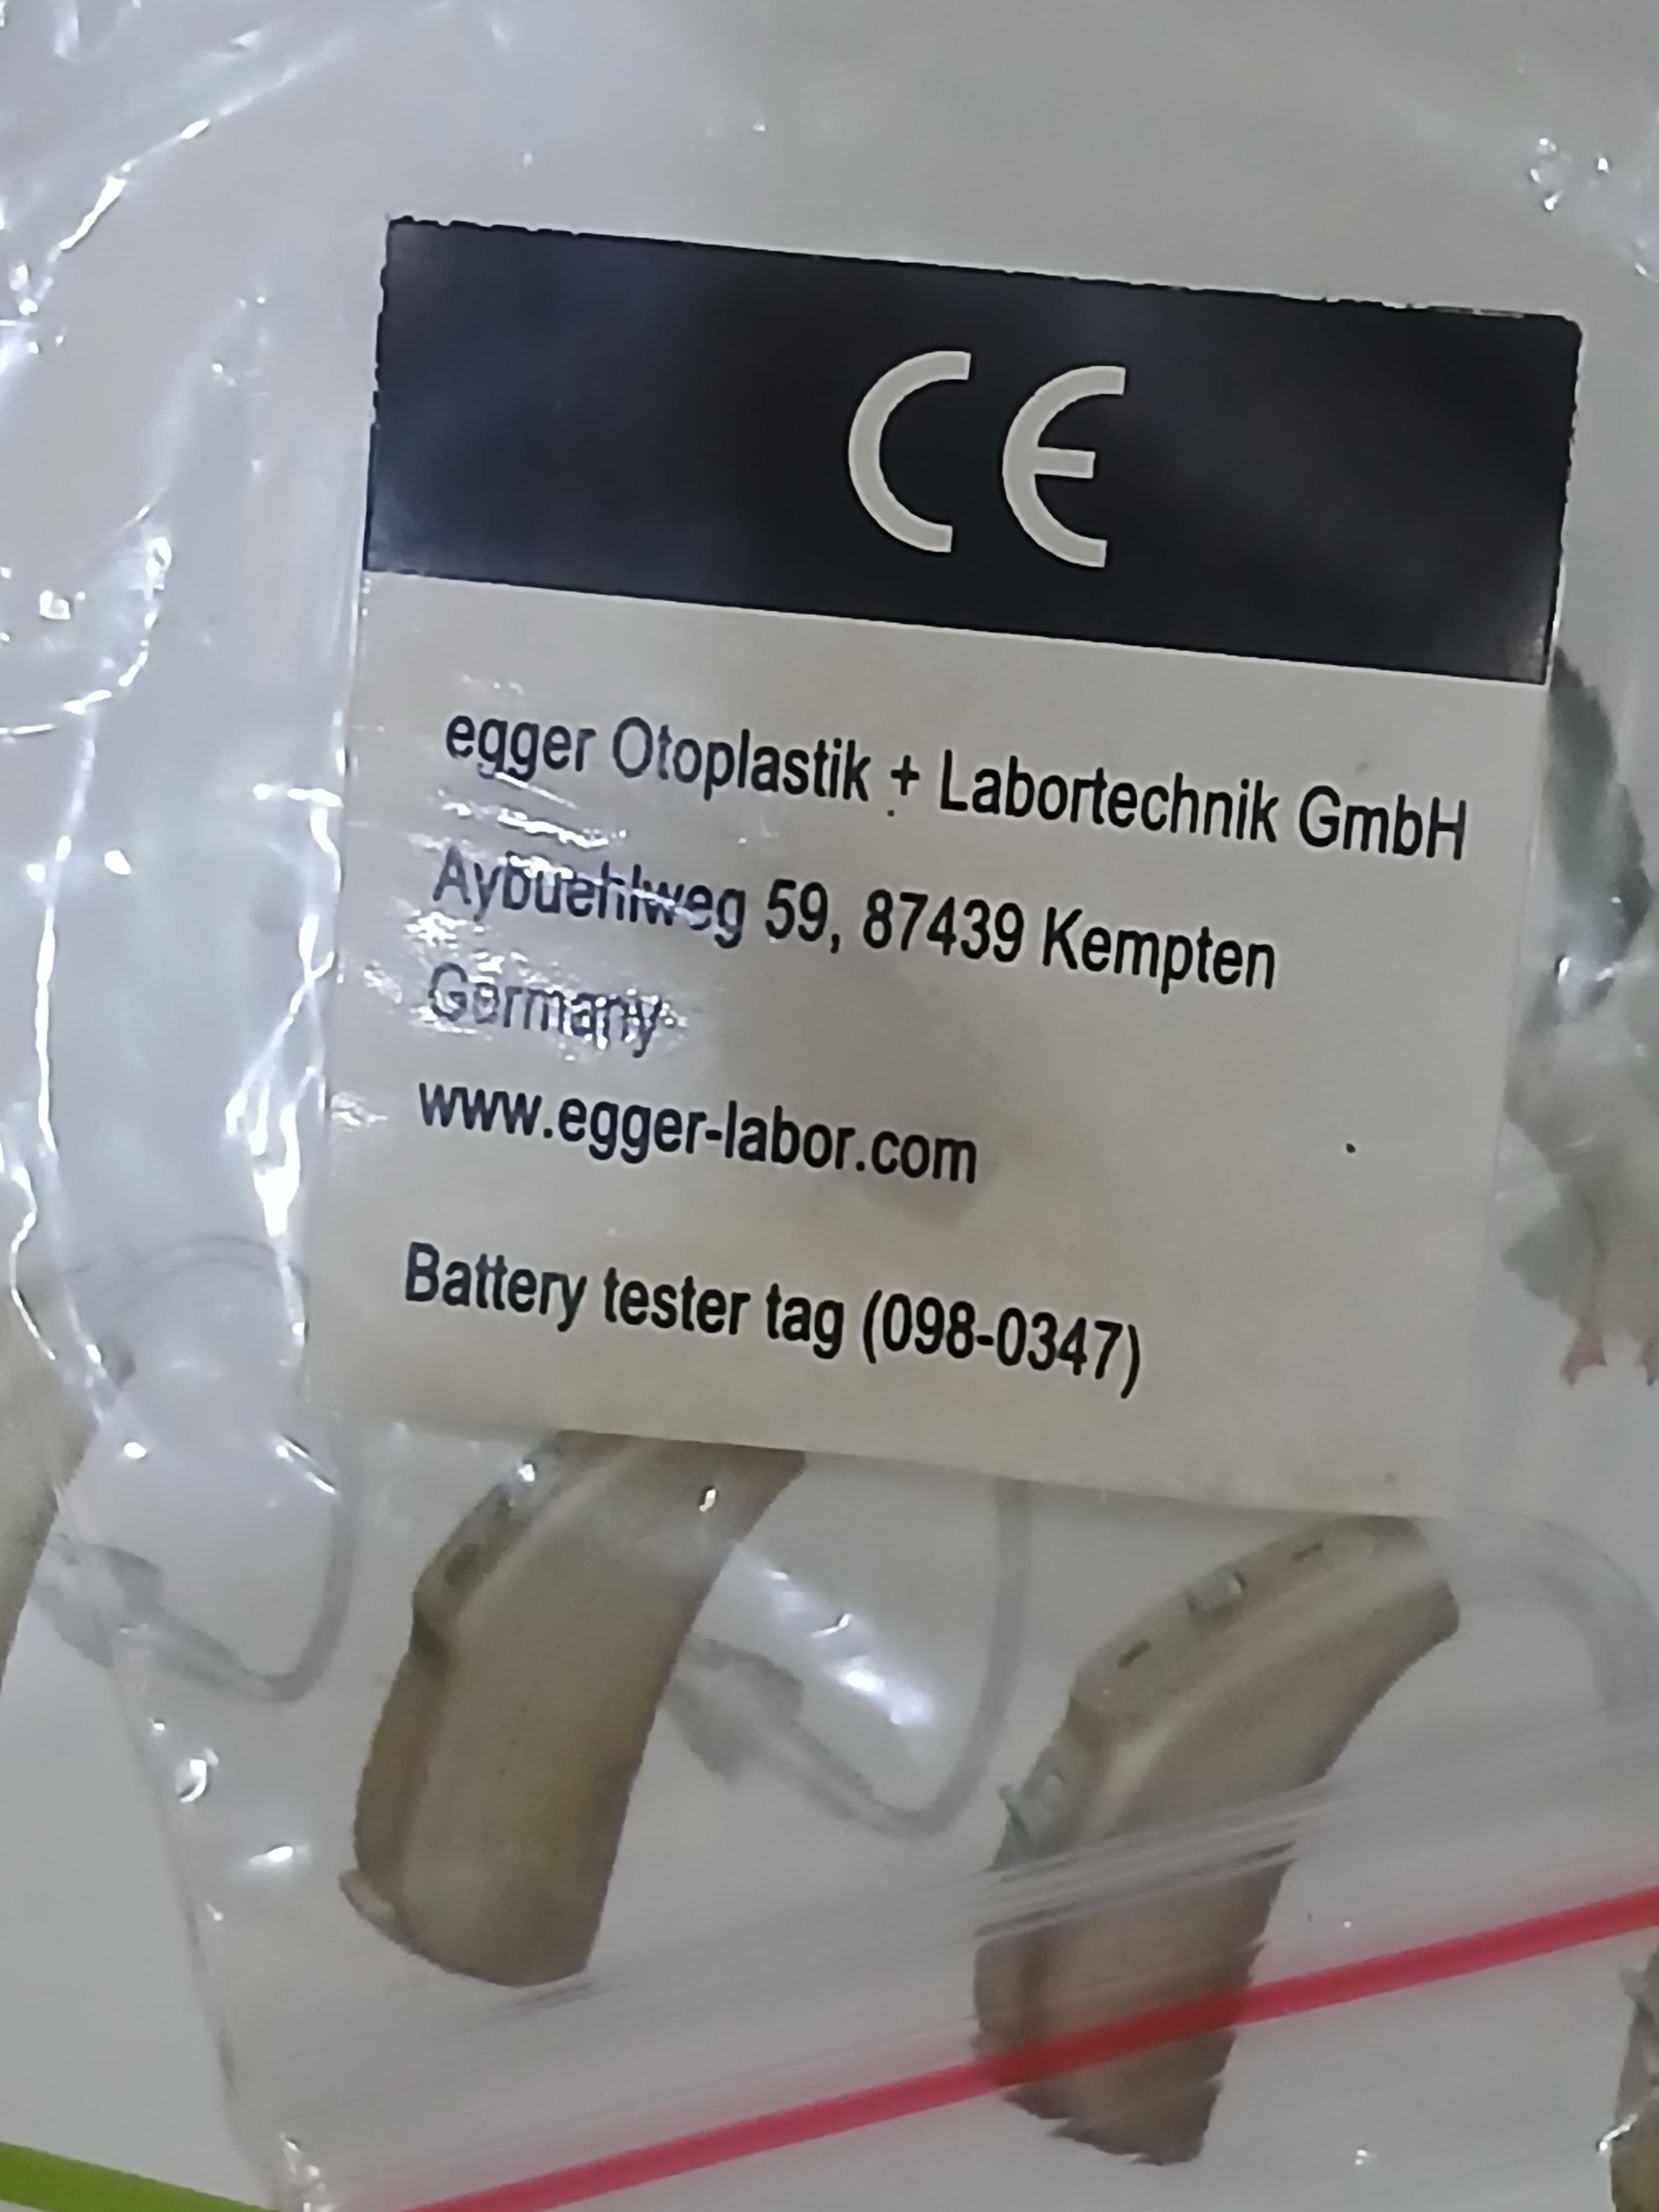 CE
egger Otoplastik + Labortechnik GmbH
Aybuehlweg 59, 87439 Kempten
Germany
www.egger-labor.com
Battery tester tag (098-0347)